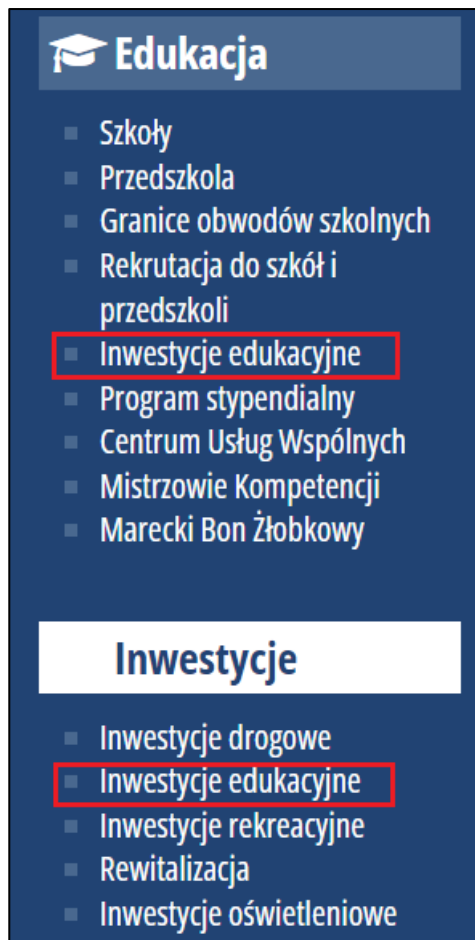 Edukacja
Szkoły
Przedszkola
Granice obwodów szkolnych
Rekrutacja do szkół i
przedszkoli
Inwestycje edukacyjne
Program stypendialny
Centrum Usług Wspólnych
Mistrzowie Kompetencji
Marecki Bon Żłobkowy
Inwestycje
Inwestycje drogowe
Inwestycje edukacyjne
Inwestycje rekreacyjne
Rewitalizacja
Inwestycje oświetleniowe